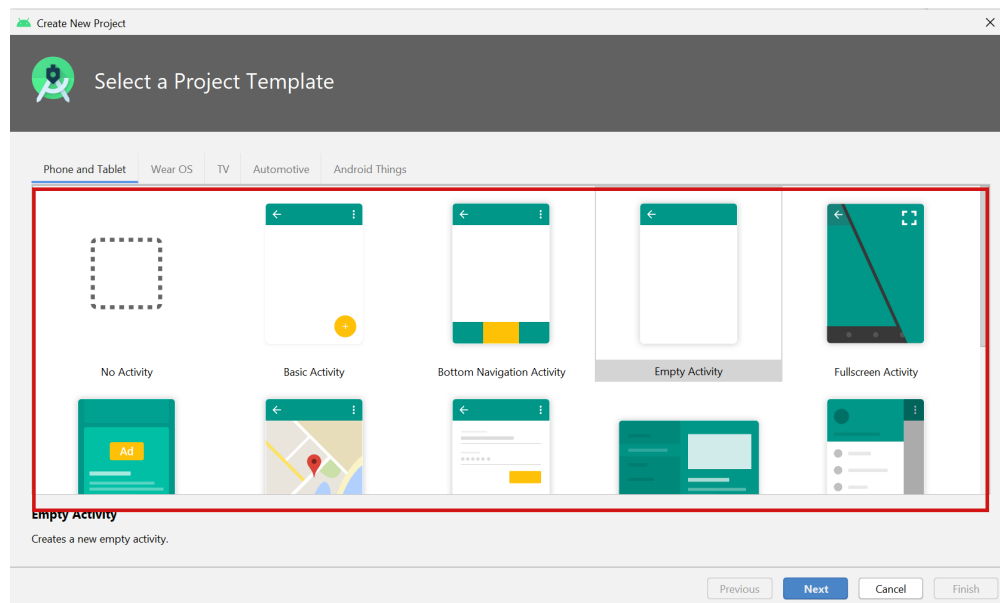 Create New Project
Select a Project Template
Phone and Tablet Wear OS TV Automotive Android Things
No Activity Basic Activity Bottom Navigation Activity Empty Activity Fullscreen Activity
Ad
Empty Activity
Creates a new empty activity.
Previous Next Cancel Finish